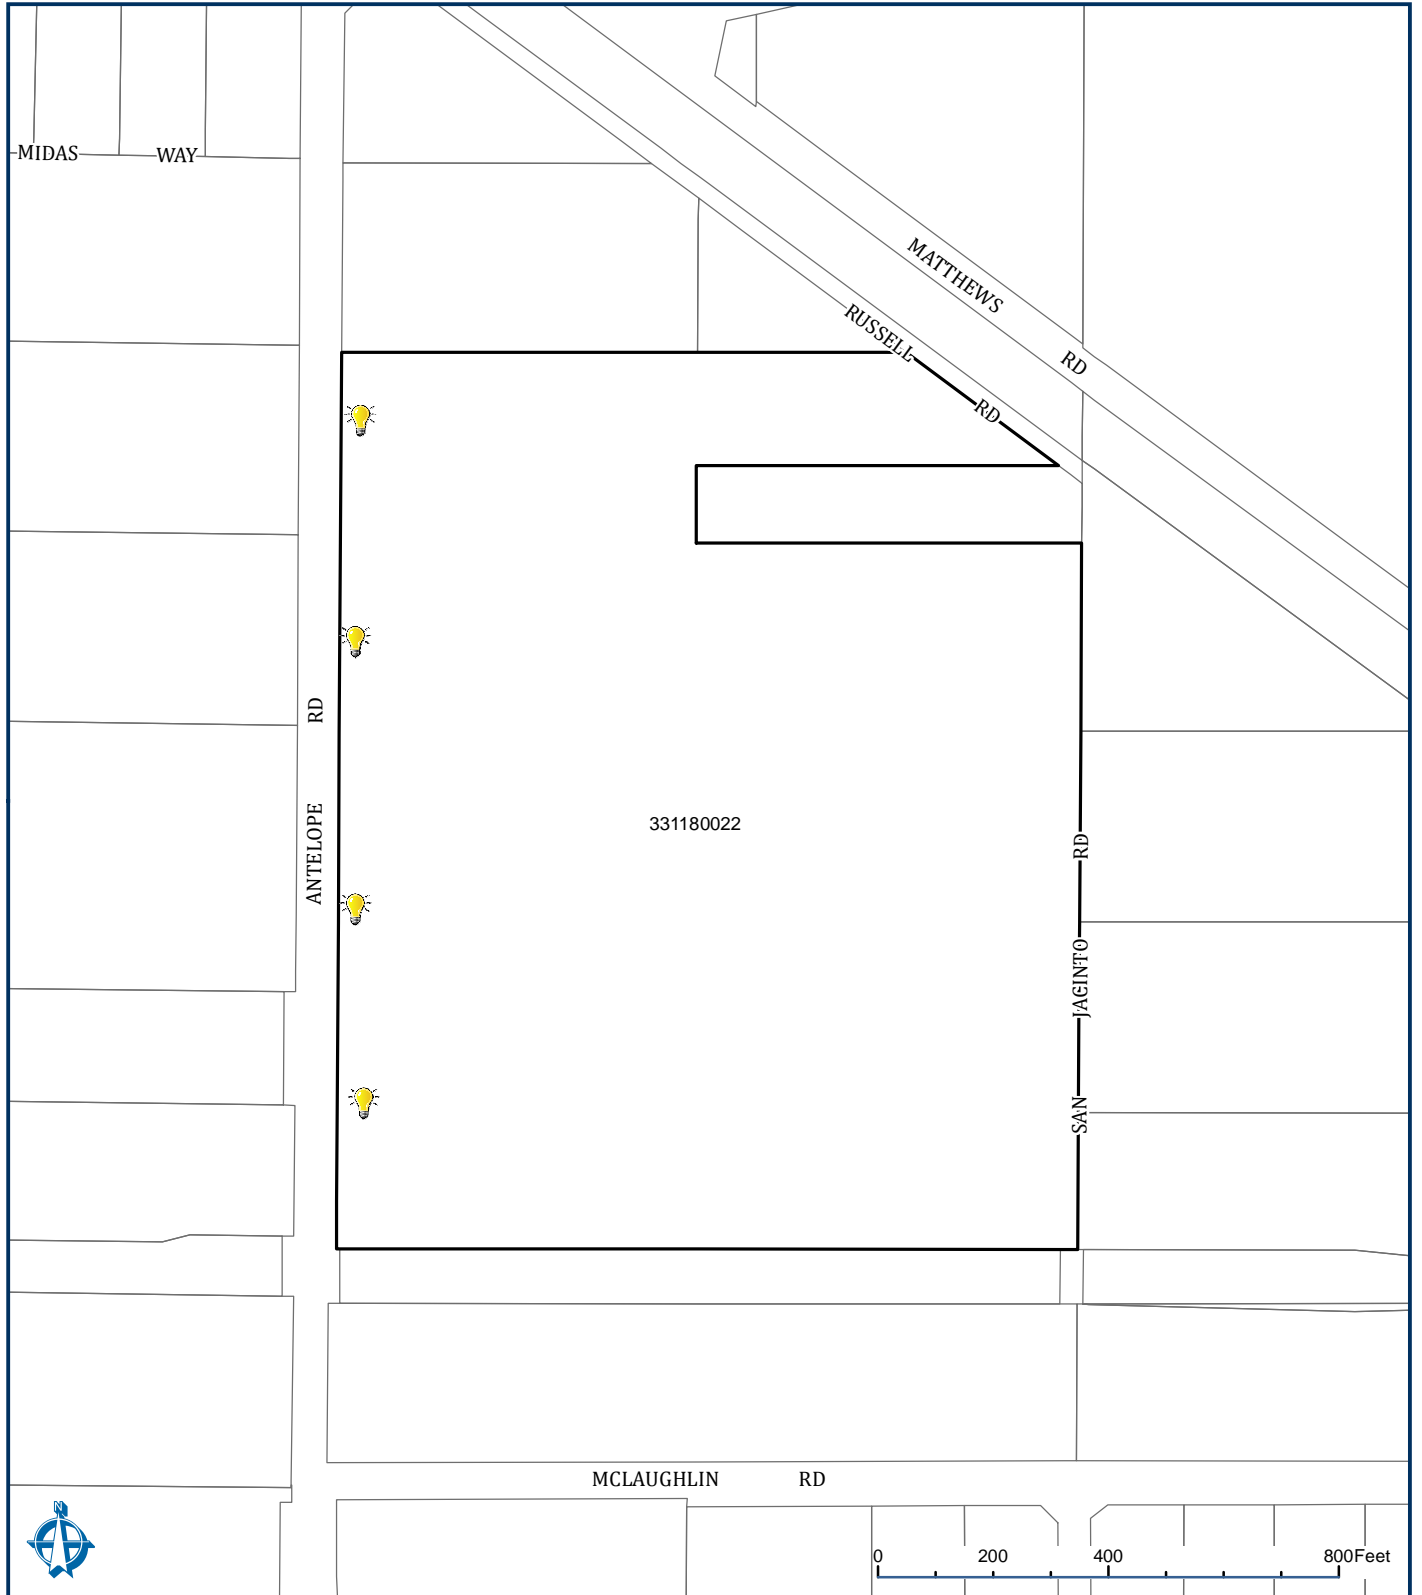 MIDAS WAY
MATTHEWS RD
RUSSELL RD
ANTELOPE RD
331180022
SAN JACINTO RD
MCLAUGHLIN RD
N
0 200 400 800Feet